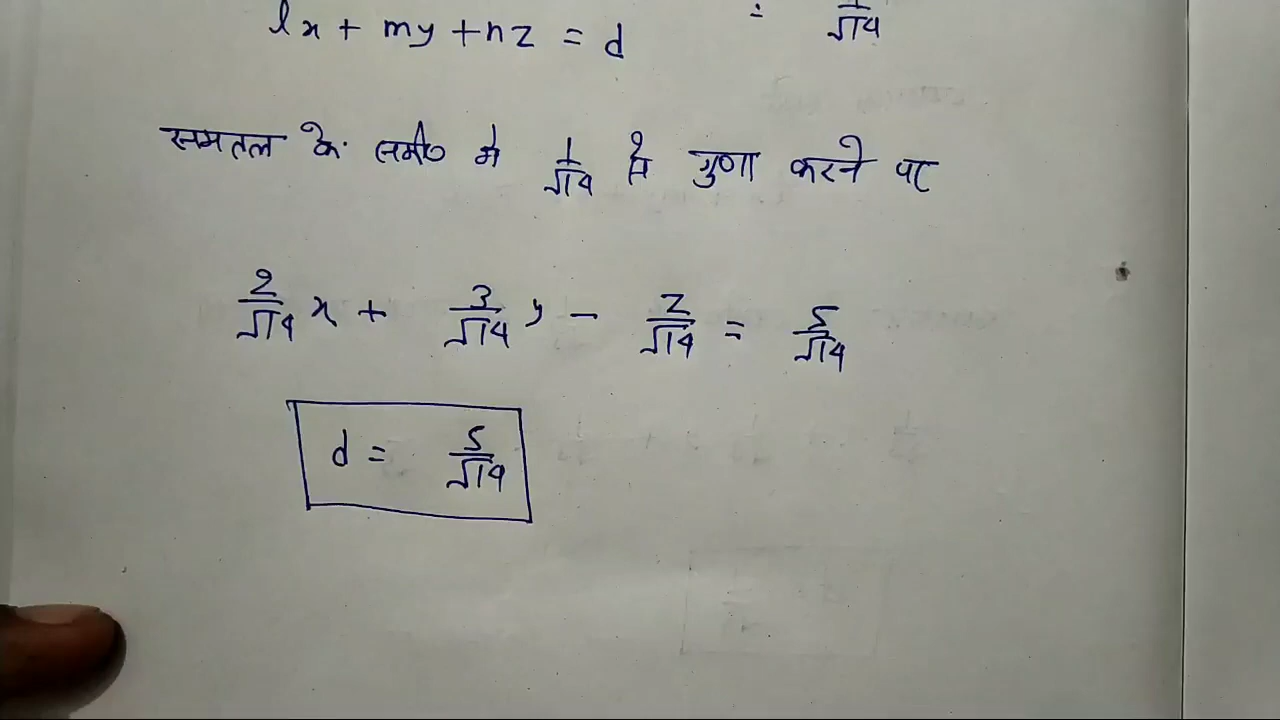 lx + my + nz = d = 1/√14
समतल के समी० में 1/√14 से गुणा करने पर
2/√14 x + 3/√14 y - z/√14 = 5/√14
d = 5/√14